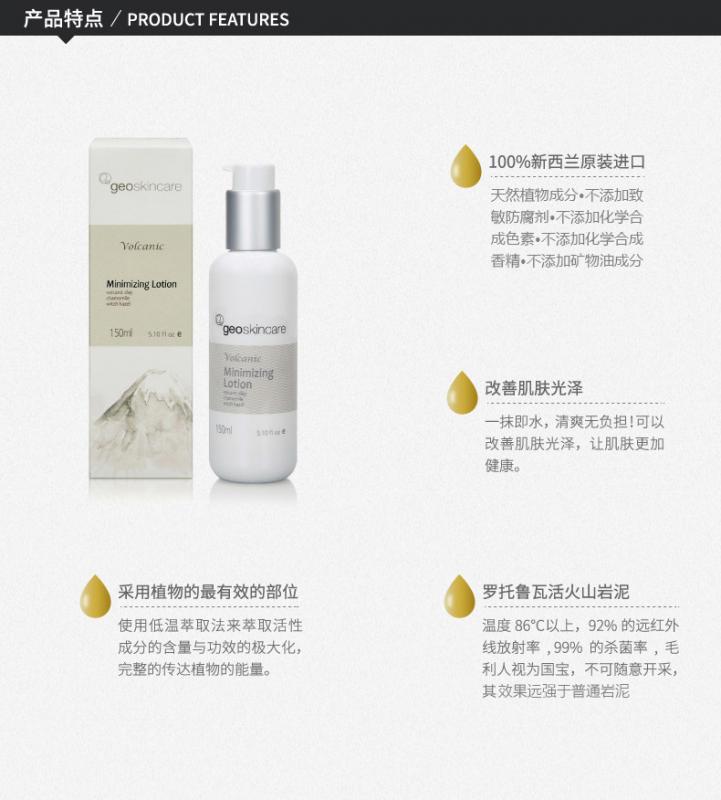 产品特点 / PRODUCT FEATURES
geoskincare
Volcanic
Minimizing Lotion
volcanic clay
chamomile
witch hazel
150ml 5.10 fl oz e
geoskincare
Volcanic
Minimizing
Lotion
volcanic clay
chamomile
witch hazel
150ml 5.10 fl oz e
100%新西兰原装进口
天然植物成分•不添加致
敏防腐剂•不添加化学合
成色素•不添加化学合成
香精•不添加矿物油成分
改善肌肤光泽
一抹即水，清爽无负担！可以
改善肌肤光泽，让肌肤更加
健康。
采用植物的最有效的部位
使用低温萃取法来萃取活性
成分的含量与功效的极大化，
完整的传达植物的能量。
罗托鲁瓦活火山岩泥
温度 86°C以上，92% 的远红外
线放射率 , 99% 的杀菌率 , 毛
利人视为国宝，不可随意开采，
其效果远强于普通岩泥